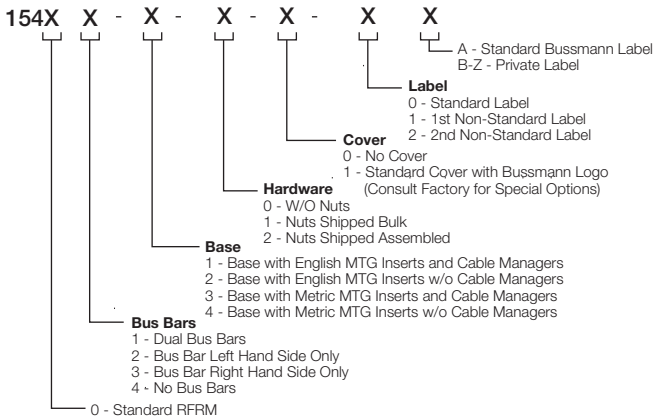 154X X - X - X - X - X X
A - Standard Bussmann Label
B-Z - Private Label
Label
0 - Standard Label
1 - 1st Non-Standard Label
2 - 2nd Non-Standard Label
Cover
0 - No Cover
1 - Standard Cover with Bussmann Logo
(Consult Factory for Special Options)
Hardware
0 - W/O Nuts
1 - Nuts Shipped Bulk
2 - Nuts Shipped Assembled
Base
1 - Base with English MTG Inserts and Cable Managers
2 - Base with English MTG Inserts w/o Cable Managers
3 - Base with Metric MTG Inserts and Cable Managers
4 - Base with Metric MTG Inserts w/o Cable Managers
Bus Bars
1 - Dual Bus Bars
2 - Bus Bar Left Hand Side Only
3 - Bus Bar Right Hand Side Only
4 - No Bus Bars
0 - Standard RFRM